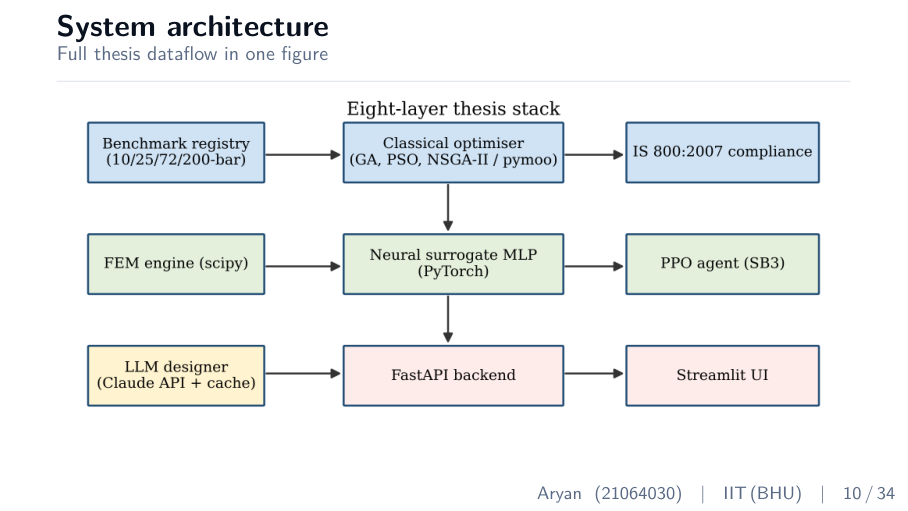 System architecture
Full thesis dataflow in one figure
Eight-layer thesis stack
Benchmark registry
(10/25/72/200-bar)
Classical optimiser
(GA, PSO, NSGA-II / pymoo)
IS 800:2007 compliance
FEM engine (scipy)
Neural surrogate MLP
(PyTorch)
PPO agent (SB3)
LLM designer
(Claude API + cache)
FastAPI backend
Streamlit UI
Aryan (21064030) | IIT (BHU) | 10 / 34